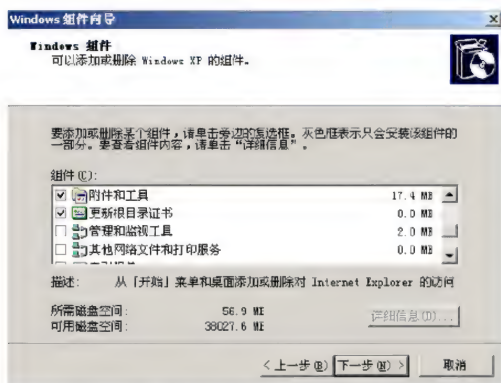 Windows 组件向导
Windows 组件
可以添加或删除 Windows XP 的组件。
要添加或删除某个组件，请单击旁边的复选框。灰色框表示只会安装该组件的
一部分。要查看组件内容，请单击“详细信息”。
组件(C):
附件和工具 17.4 MB
更新根目录证书 0.0 MB
管理和监视工具 2.0 MB
其他网络文件和打印服务 0.0 MB
描述: 从「开始」菜单和桌面添加或删除对 Internet Explorer 的访问
所需磁盘空间: 56.9 MB
可用磁盘空间: 38027.6 MB
详细信息(D)...
< 上一步(B) 下一步(N) > 取消